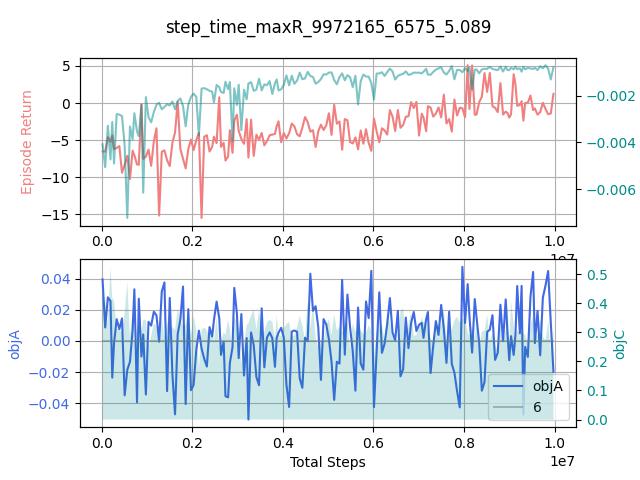 step_time_maxR_9972165_6575_5.089
5
0
−5
−10
−15
Episode Return
−0.002
−0.004
−0.006
0.0 0.2 0.4 0.6 0.8 1.0
1e7
0.04
0.02
0.00
−0.02
−0.04
objA
0.5
0.4
0.3
0.2
0.1
0.0
objC
objA
6
0.0 0.2 0.4 0.6 0.8 1.0
Total Steps 1e7